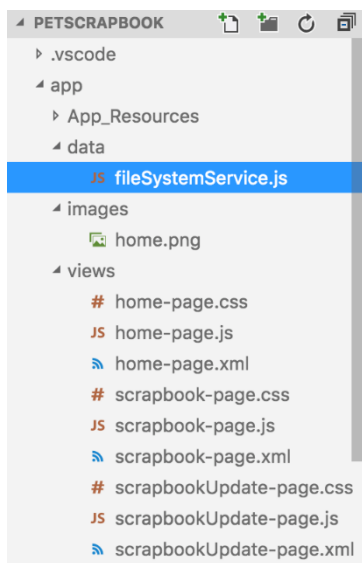 PETSCRAPBOOK
.vscode
app
App_Resources
data
JS fileSystemService.js
images
home.png
views
# home-page.css
JS home-page.js
home-page.xml
# scrapbook-page.css
JS scrapbook-page.js
scrapbook-page.xml
# scrapbookUpdate-page.css
JS scrapbookUpdate-page.js
scrapbookUpdate-page.xml